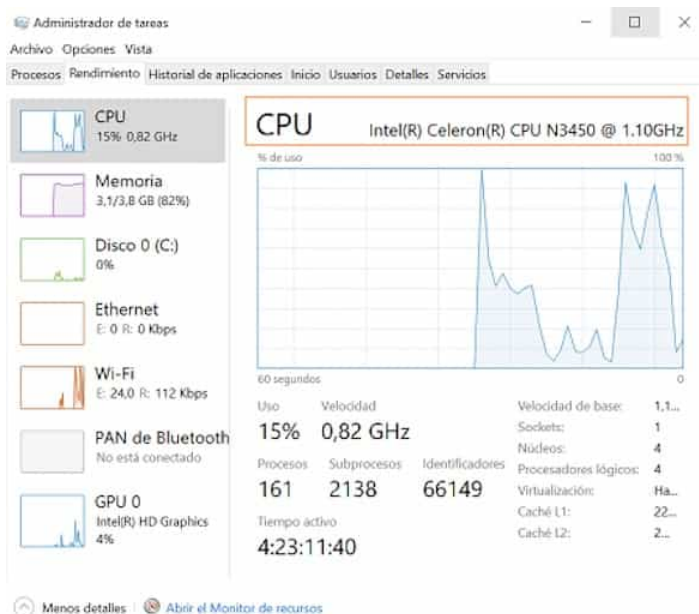 Administrador de tareas
Archivo Opciones Vista
Procesos Rendimiento Historial de aplicaciones Inicio Usuarios Detalles Servicios
CPU
15% 0,82 GHz
Memoria
3,1/3,8 GB (82%)
Disco 0 (C:)
0%
Ethernet
E: 0 R: 0 Kbps
Wi-Fi
E: 24,0 R: 112 Kbps
PAN de Bluetooth
No está conectado
GPU 0
Intel(R) HD Graphics
4%
CPU Intel(R) Celeron(R) CPU N3450 @ 1.10GHz
% de uso 100 %
60 segundos 0
Uso Velocidad
15% 0,82 GHz
Procesos Subprocesos Identificadores
161 2138 66149
Tiempo activo
4:23:11:40
Velocidad de base: 1,1...
Sockets: 1
Núcleos: 4
Procesadores lógicos: 4
Virtualización: Ha...
Caché L1: 22...
Caché L2: 2...
Menos detalles Abrir el Monitor de recursos